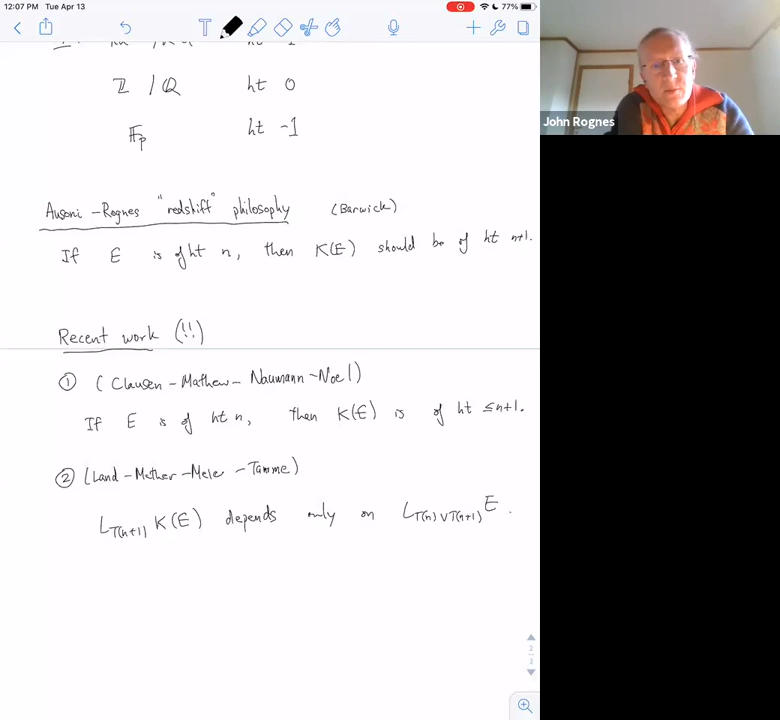 12:07 PM Tue Apr 13
77%
John Rognes
ℤ / ℚ ht 0
𝔽p ht -1
Ausoni-Rognes "redshift" philosophy (Barwick)
If E is of ht n, then K(E) should be of ht n+1.
Recent work (!!)
① (Clausen-Mathew-Naumann-Noel)
If E is of ht n, then K(E) is of ht ≤n+1.
② (Land-Mathew-Meier-Tamme)
L_T(n+1) K(E) depends only on L_T(n)∨T(n+1) E.